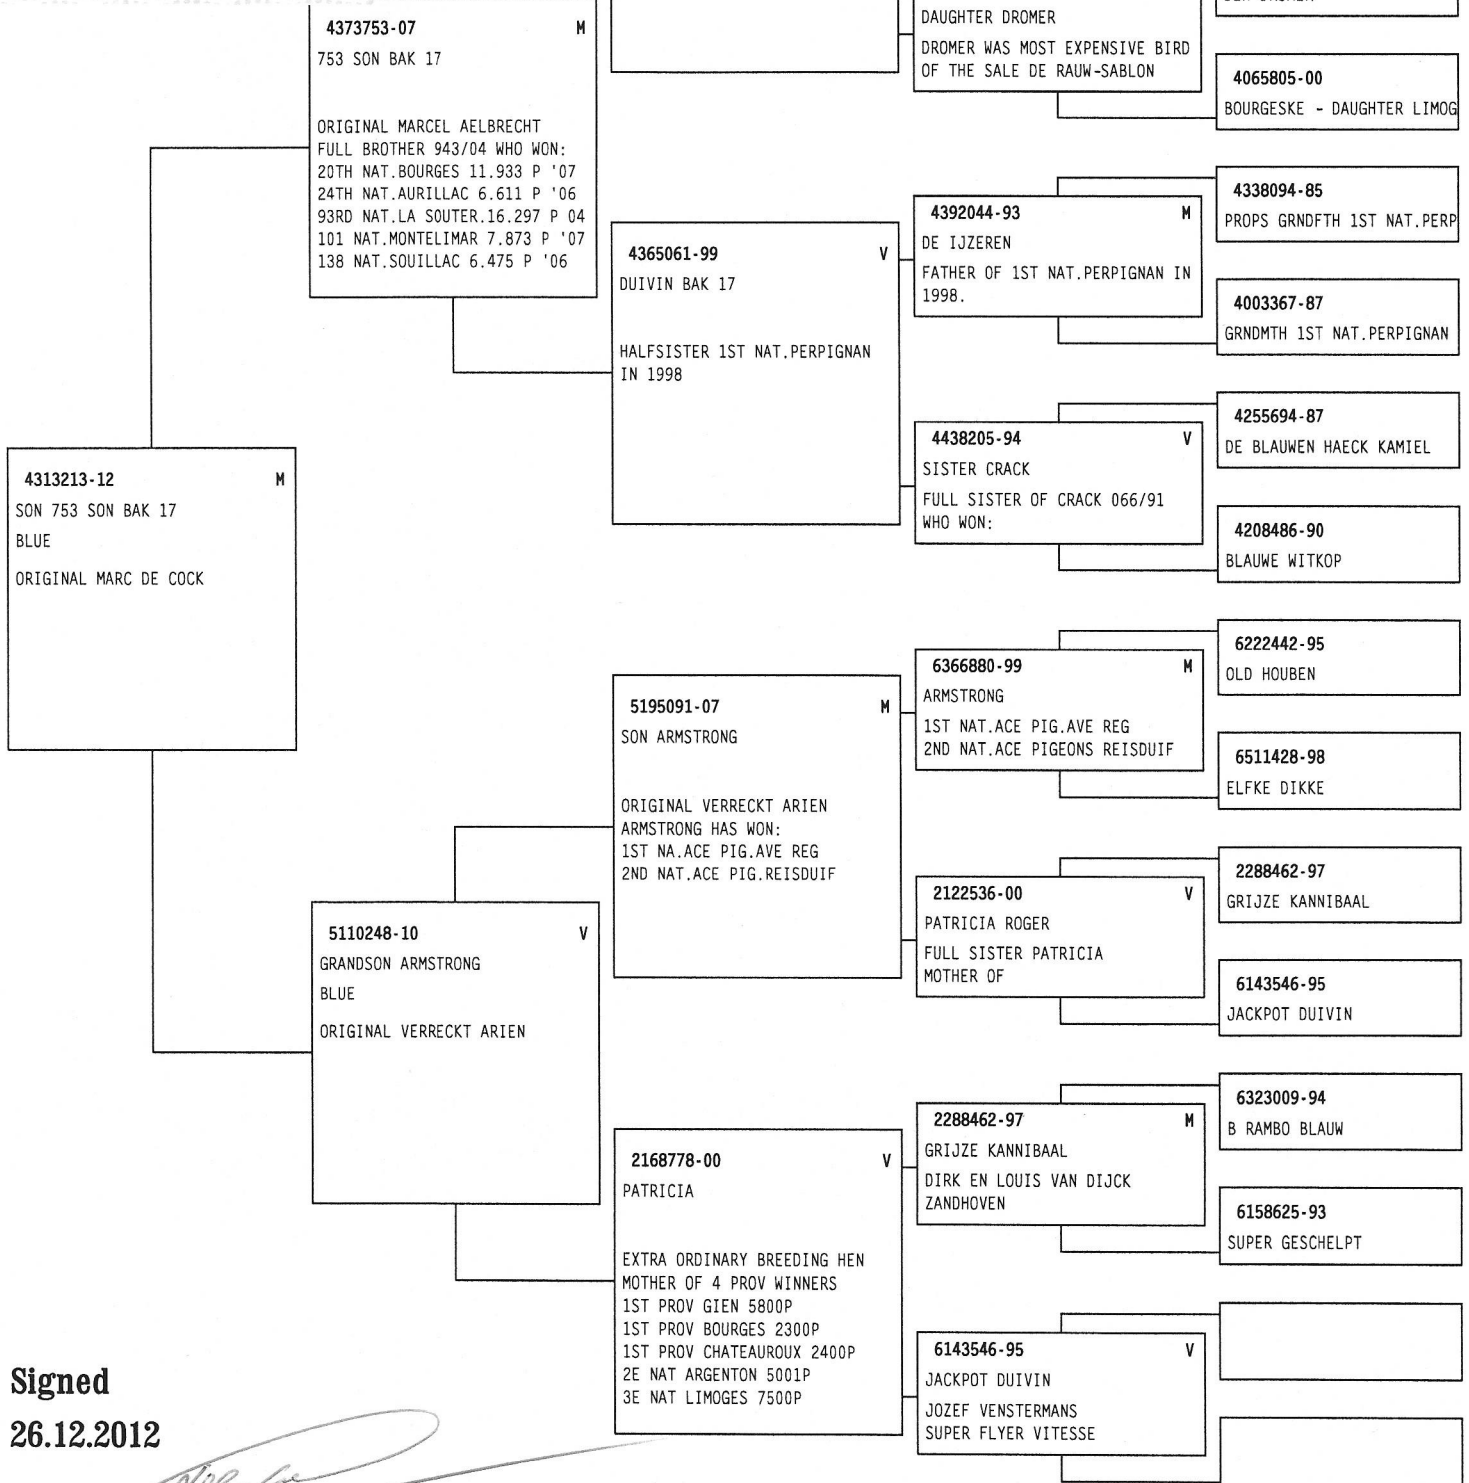 4373753-07 M
753 SON BAK 17
ORIGINAL MARCEL AELBRECHT
FULL BROTHER 943/04 WHO WON:
20TH NAT.BOURGES 11.933 P '07
24TH NAT.AURILLAC 6.611 P '06
93RD NAT.LA SOUTER.16.297 P 04
101 NAT.MONTELIMAR 7.873 P '07
138 NAT.SOUILLAC 6.475 P '06
DAUGHTER DROMER
DROMER WAS MOST EXPENSIVE BIRD
OF THE SALE DE RAUW-SABLON
4065805-00
BOURGESKE - DAUGHTER LIMOG
4365061-99 V
DUIVIN BAK 17
HALFSISTER 1ST NAT.PERPIGNAN
IN 1998
4392044-93 M
DE IJZEREN
FATHER OF 1ST NAT.PERPIGNAN IN
1998.
4338094-85
PROPS GRNDFTH 1ST NAT.PERP
4003367-87
GRNDMTH 1ST NAT.PERPIGNAN
4438205-94 V
SISTER CRACK
FULL SISTER OF CRACK 066/91
WHO WON:
4255694-87
DE BLAUWEN HAECK KAMIEL
4208486-90
BLAUWE WITKOP
4313213-12 M
SON 753 SON BAK 17
BLUE
ORIGINAL MARC DE COCK
5110248-10 V
GRANDSON ARMSTRONG
BLUE
ORIGINAL VERRECKT ARIEN
5195091-07 M
SON ARMSTRONG
ORIGINAL VERRECKT ARIEN
ARMSTRONG HAS WON:
1ST NA.ACE PIG.AVE REG
2ND NAT.ACE PIG.REISDUIF
6366880-99 M
ARMSTRONG
1ST NAT.ACE PIG.AVE REG
2ND NAT.ACE PIGEONS REISDUIF
6222442-95
OLD HOUBEN
6511428-98
ELFKE DIKKE
2122536-00 V
PATRICIA ROGER
FULL SISTER PATRICIA
MOTHER OF
2288462-97
GRIJZE KANNIBAAL
6143546-95
JACKPOT DUIVIN
2168778-00 V
PATRICIA
EXTRA ORDINARY BREEDING HEN
MOTHER OF 4 PROV WINNERS
1ST PROV GIEN 5800P
1ST PROV BOURGES 2300P
1ST PROV CHATEAUROUX 2400P
2E NAT ARGENTON 5001P
3E NAT LIMOGES 7500P
2288462-97 M
GRIJZE KANNIBAAL
DIRK EN LOUIS VAN DIJCK
ZANDHOVEN
6323009-94
B RAMBO BLAUW
6158625-93
SUPER GESCHELPT
6143546-95 V
JACKPOT DUIVIN
JOZEF VENSTERMANS
SUPER FLYER VITESSE
Signed
26.12.2012